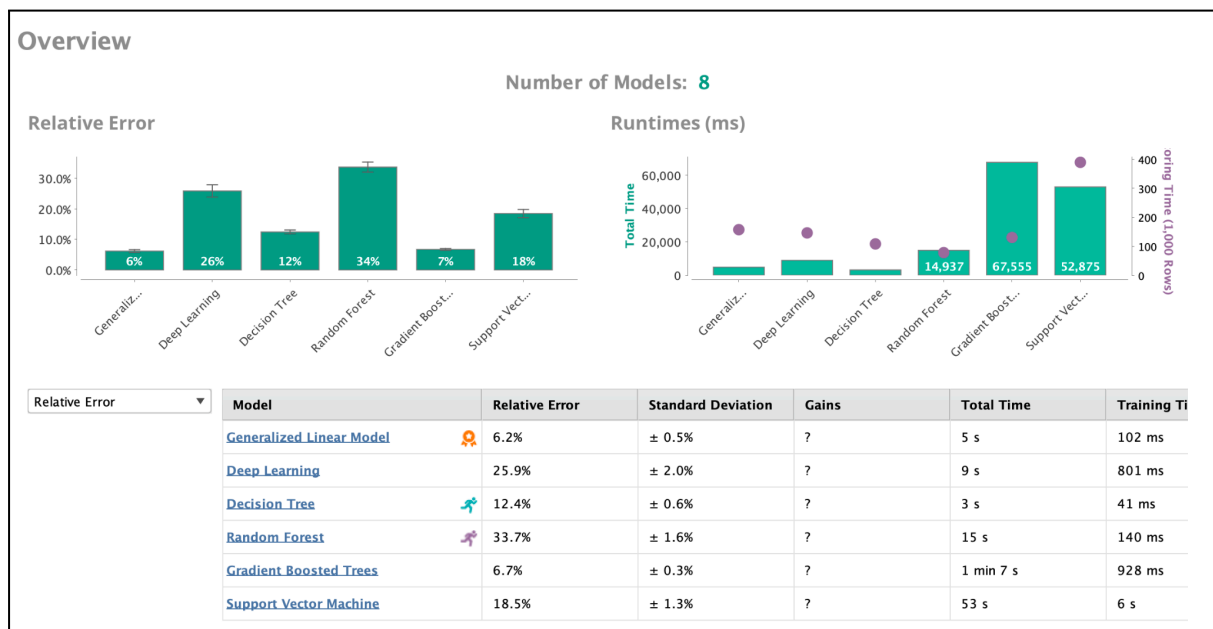 Overview
Number of Models: 8
Relative Error
Runtimes (ms)
30.0%
20.0%
10.0%
0.0%
6%
26%
12%
34%
7%
18%
Generaliz...
Deep Learning
Decision Tree
Random Forest
Gradient Boost...
Support Vect...
Total Time
60,000
40,000
20,000
0
14,937
67,555
52,875
400
300
200
100
0
oring Time (1,000 Rows)
Generaliz...
Deep Learning
Decision Tree
Random Forest
Gradient Boost...
Support Vect...
Relative Error
Model Relative Error Standard Deviation Gains Total Time Training Ti
Generalized Linear Model 6.2% ± 0.5% ? 5 s 102 ms
Deep Learning 25.9% ± 2.0% ? 9 s 801 ms
Decision Tree 12.4% ± 0.6% ? 3 s 41 ms
Random Forest 33.7% ± 1.6% ? 15 s 140 ms
Gradient Boosted Trees 6.7% ± 0.3% ? 1 min 7 s 928 ms
Support Vector Machine 18.5% ± 1.3% ? 53 s 6 s